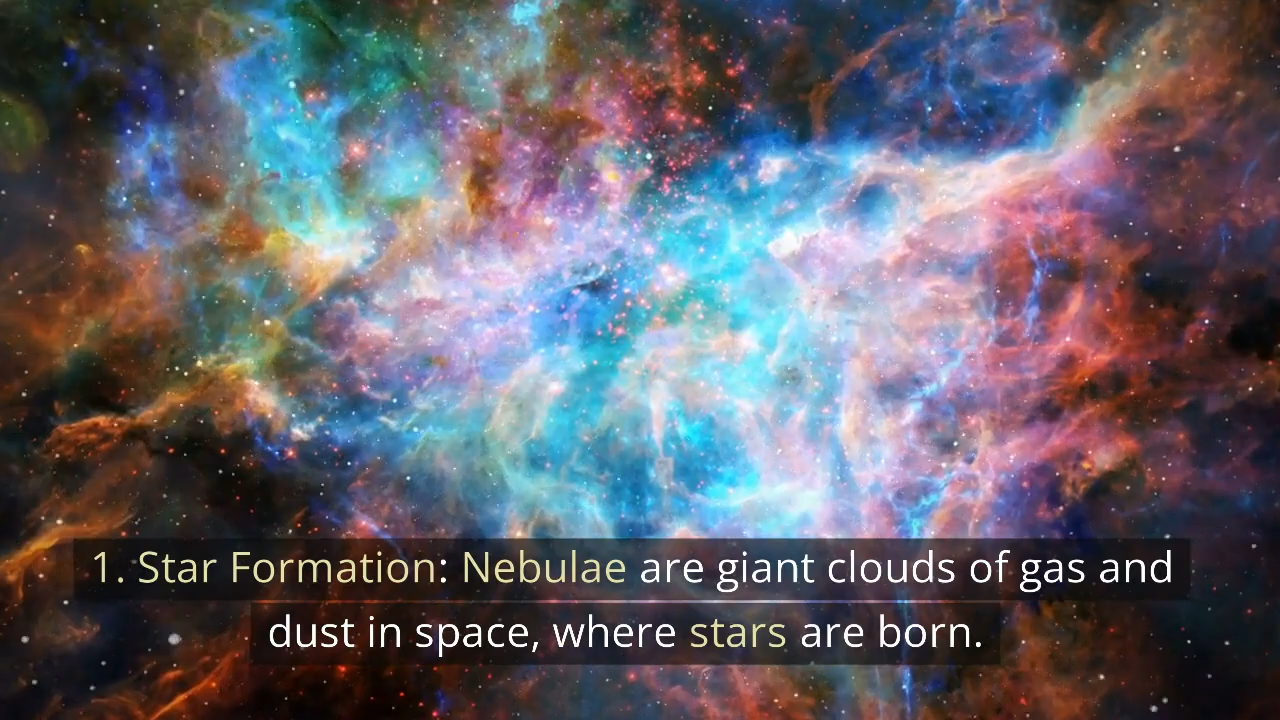 1. Star Formation: Nebulae are giant clouds of gas and
dust in space, where stars are born.